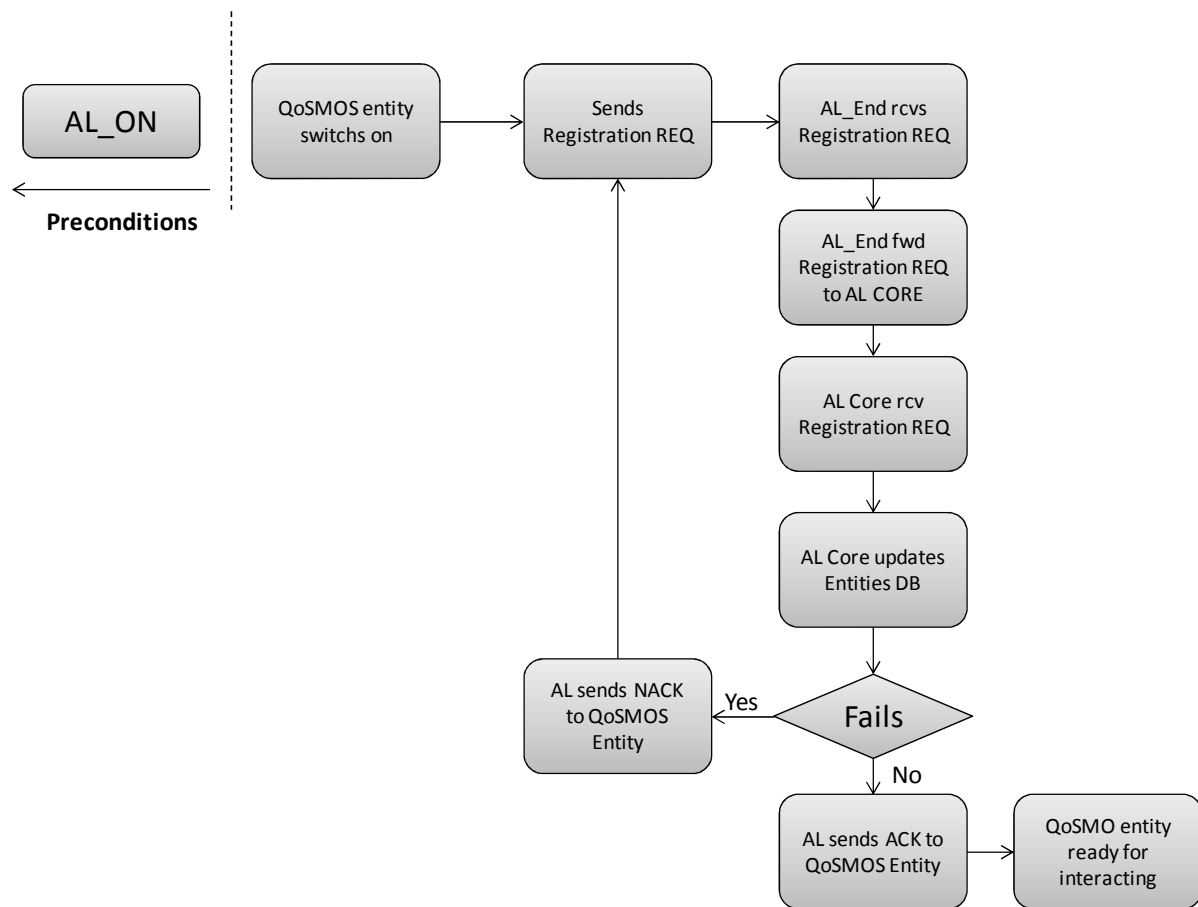 AL_ON
Preconditions
QoSMOS entity
switchs on
Sends
Registration REQ
AL_End rcvs
Registration REQ
AL_End fwd
Registration REQ
to AL CORE
AL Core rcv
Registration REQ
AL Core updates
Entities DB
Fails
Yes
AL sends NACK
to QoSMOS
Entity
No
AL sends ACK to
QoSMOS Entity
QoSMO entity
ready for
interacting